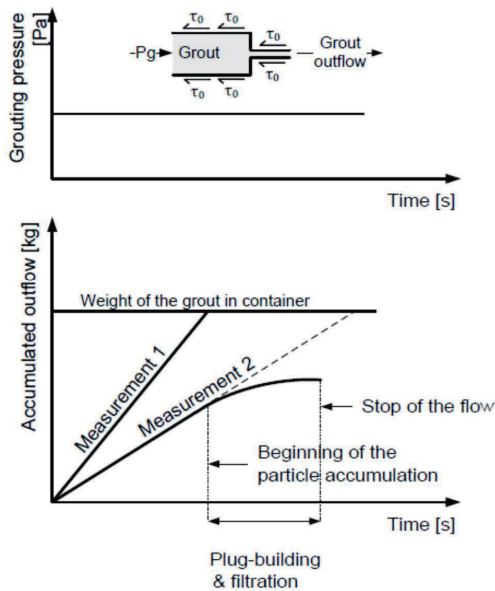 Grouting pressure
[Pa]
τ0 τ0
-Pg
Grout
τ0
τ0
Grout
outflow
τ0 τ0
Time [s]
Accumulated outflow [kg]
Weight of the grout in container
Measurement 1
Measurement 2
Stop of the flow
Beginning of the
particle accumulation
Time [s]
Plug-building
& filtration